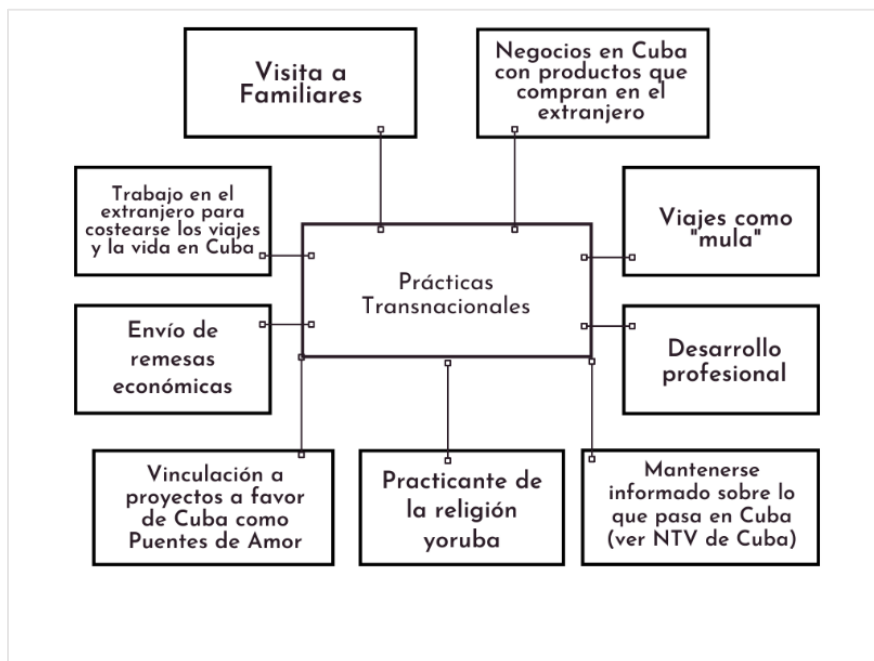 Visita a
Familiares
Negocios en Cuba
con productos que
compran en el
extranjero
Trabajo en el
extranjero para
costearse los viajes
y la vida en Cuba
Viajes como
"mula"
Prácticas
Transnacionales
Envío de
remesas
económicas
Desarrollo
profesional
Vinculación a
proyectos a favor
de Cuba como
Puentes de Amor
Practicante de
la religión
yoruba
Mantenerse
informado sobre lo
que pasa en Cuba
(ver NTV de Cuba)